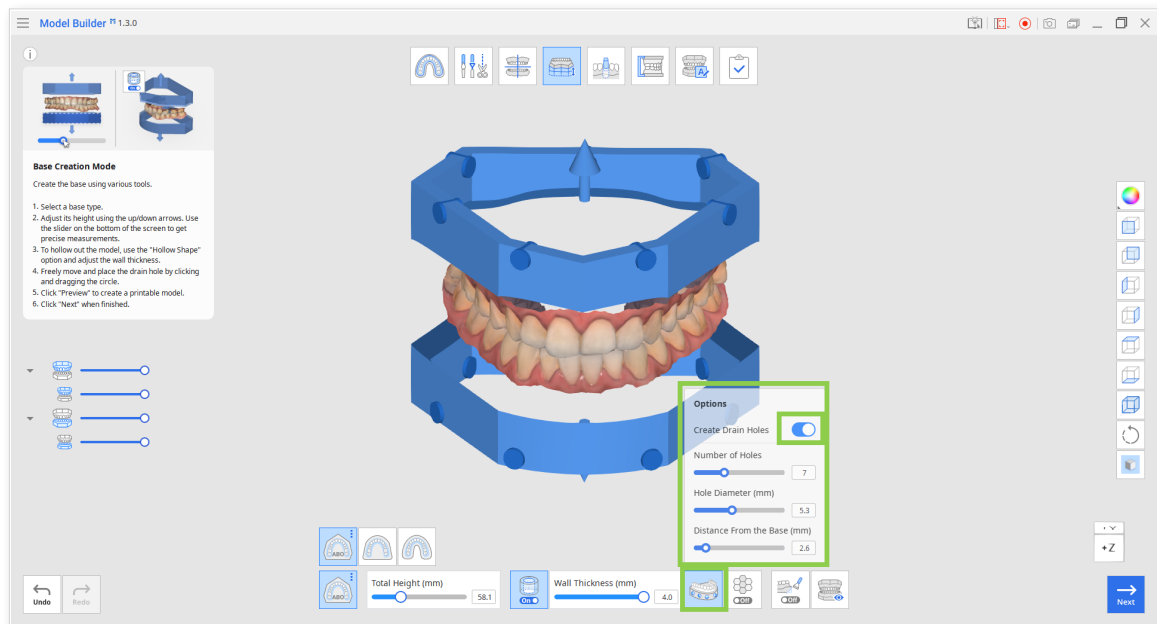 Model Builder 1.3.0
On
Base Creation Mode
Create the base using various tools.
1. Select a base type.
2. Adjust its height using the up/down arrows. Use
the slider on the bottom of the screen to get
precise measurements.
3. To hollow out the model, use the "Hollow Shape"
option and adjust the wall thickness.
4. Freely move and place the drain hole by clicking
and dragging the circle.
5. Click "Preview" to create a printable model.
6. Click "Next" when finished.
Options
Create Drain Holes
Number of Holes
7
Hole Diameter (mm)
5.3
Distance From the Base (mm)
2.6
ABO
+Z
Undo
Redo
ABO
Total Height (mm)
58.1
On
Wall Thickness (mm)
4.0
Off
Off
Next